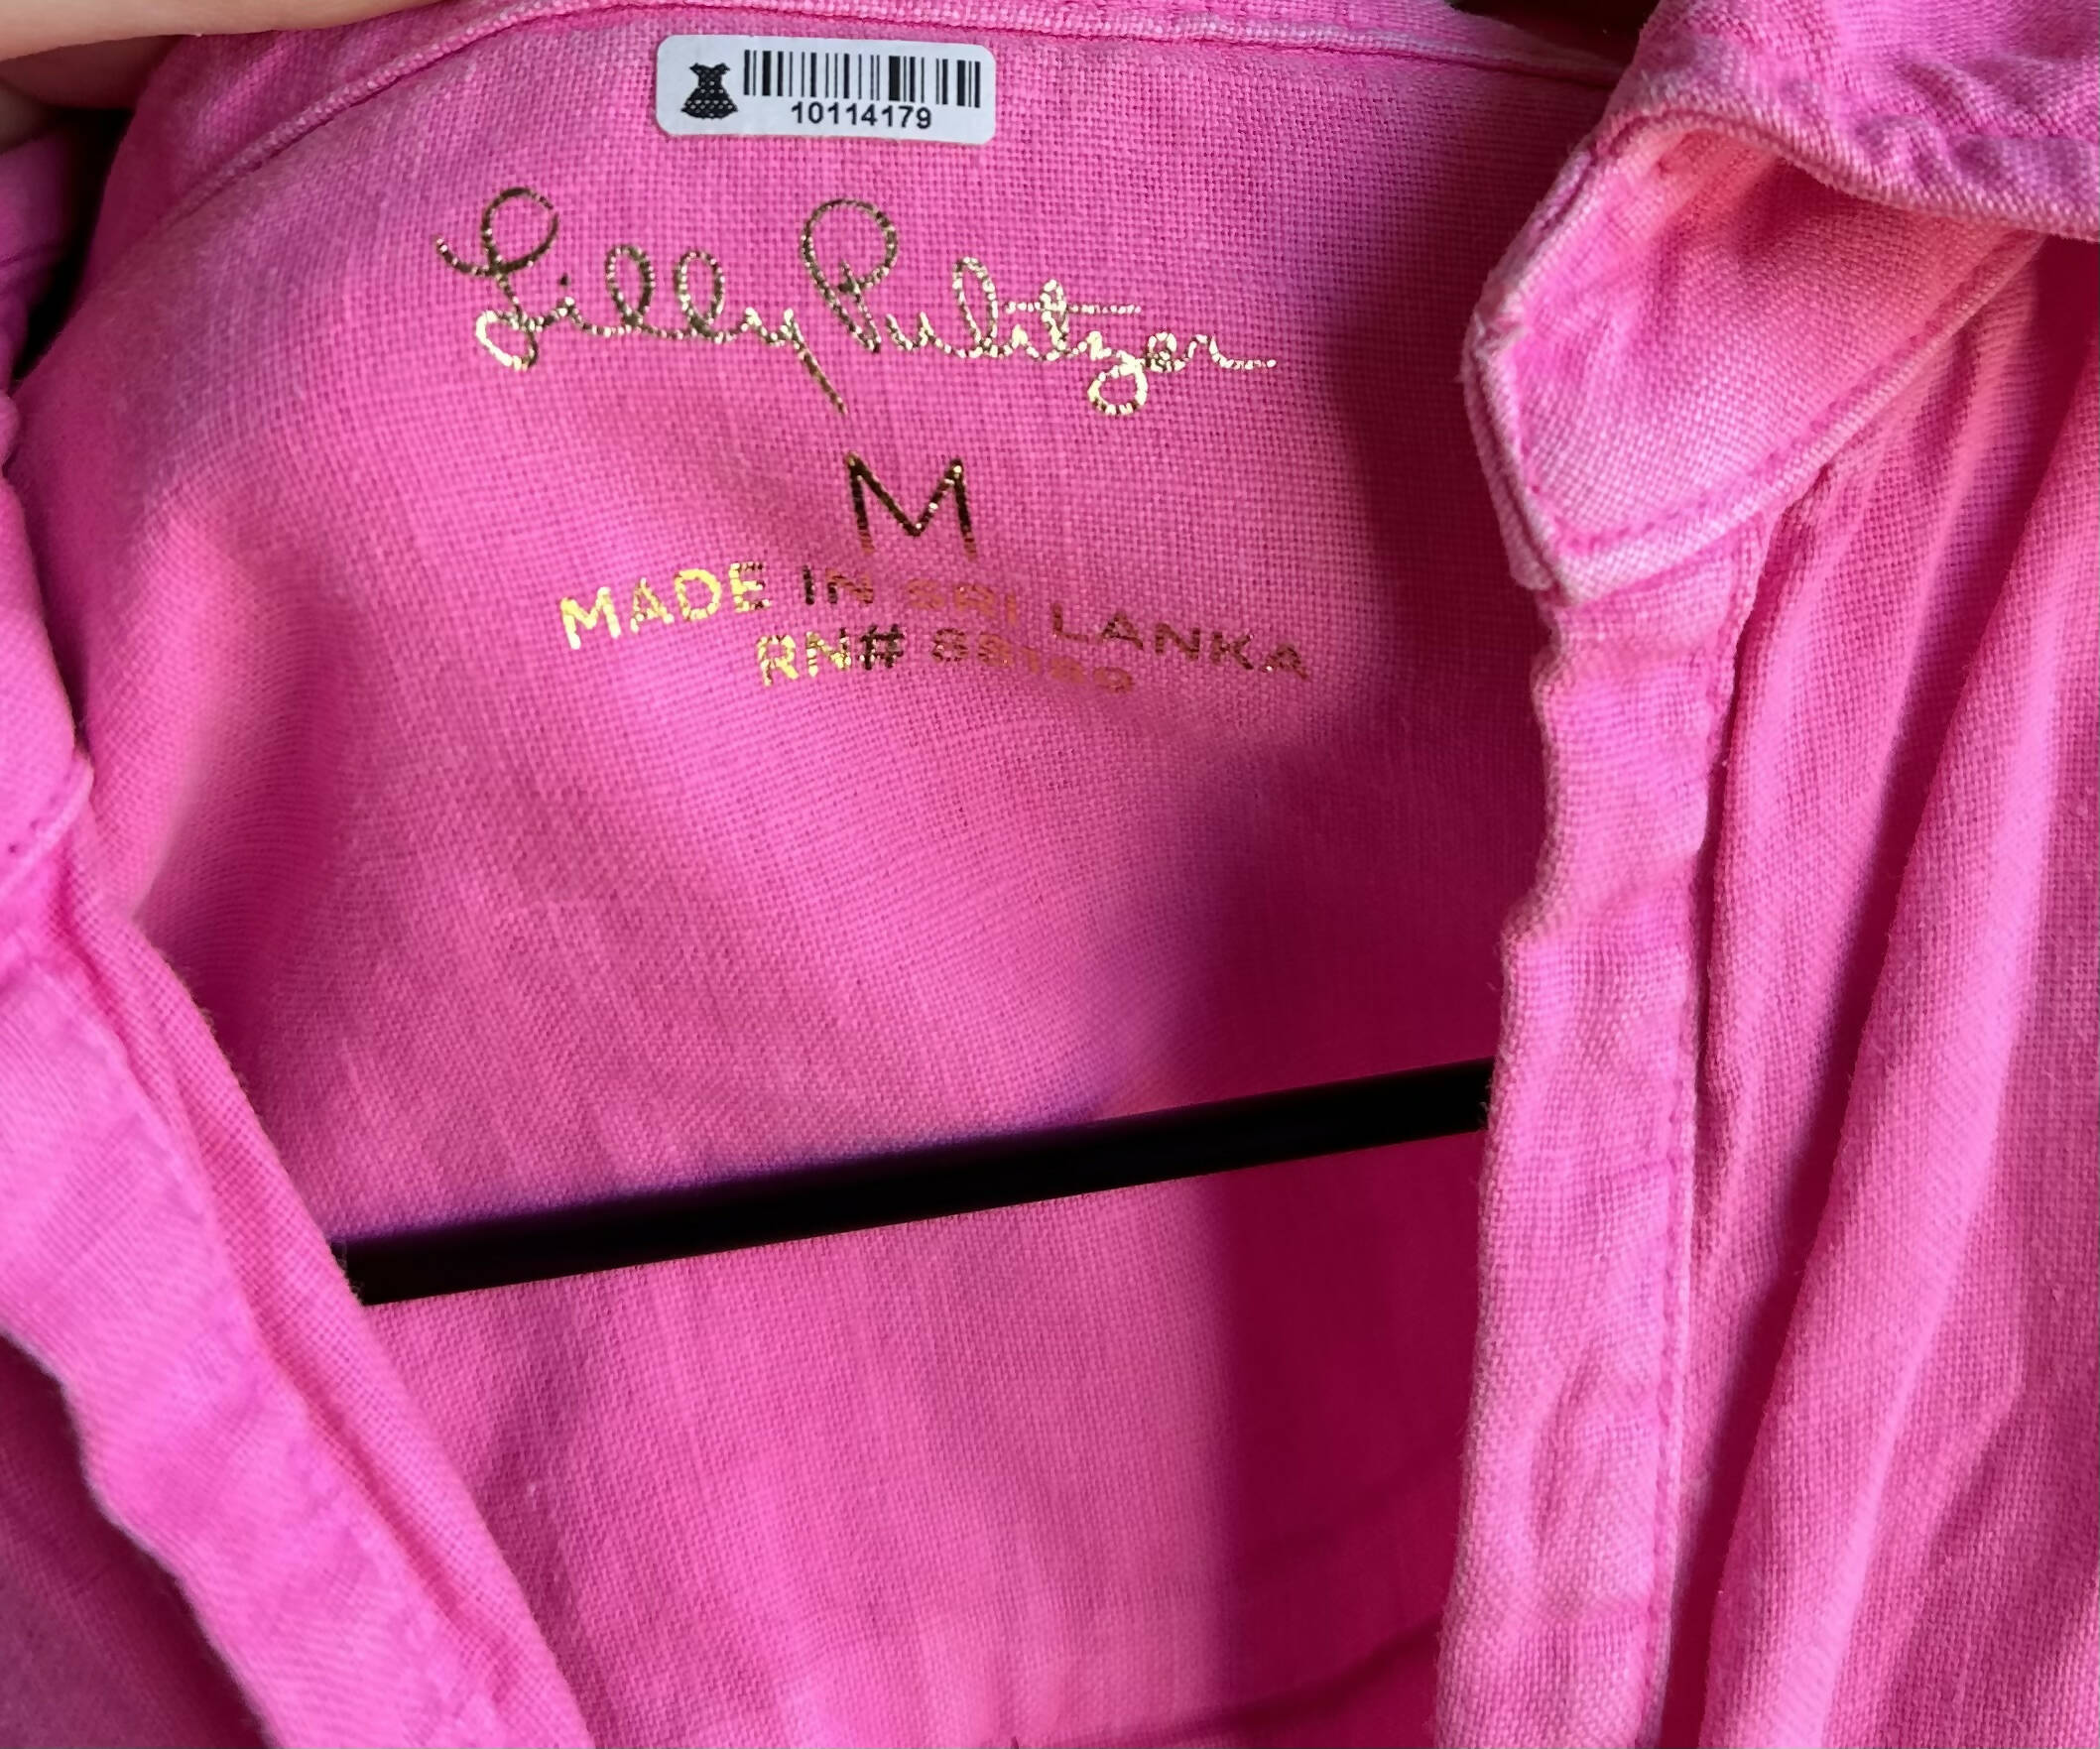 10114179
Lilly Pulitzer
M
MADE IN SRI LANKA
RN#